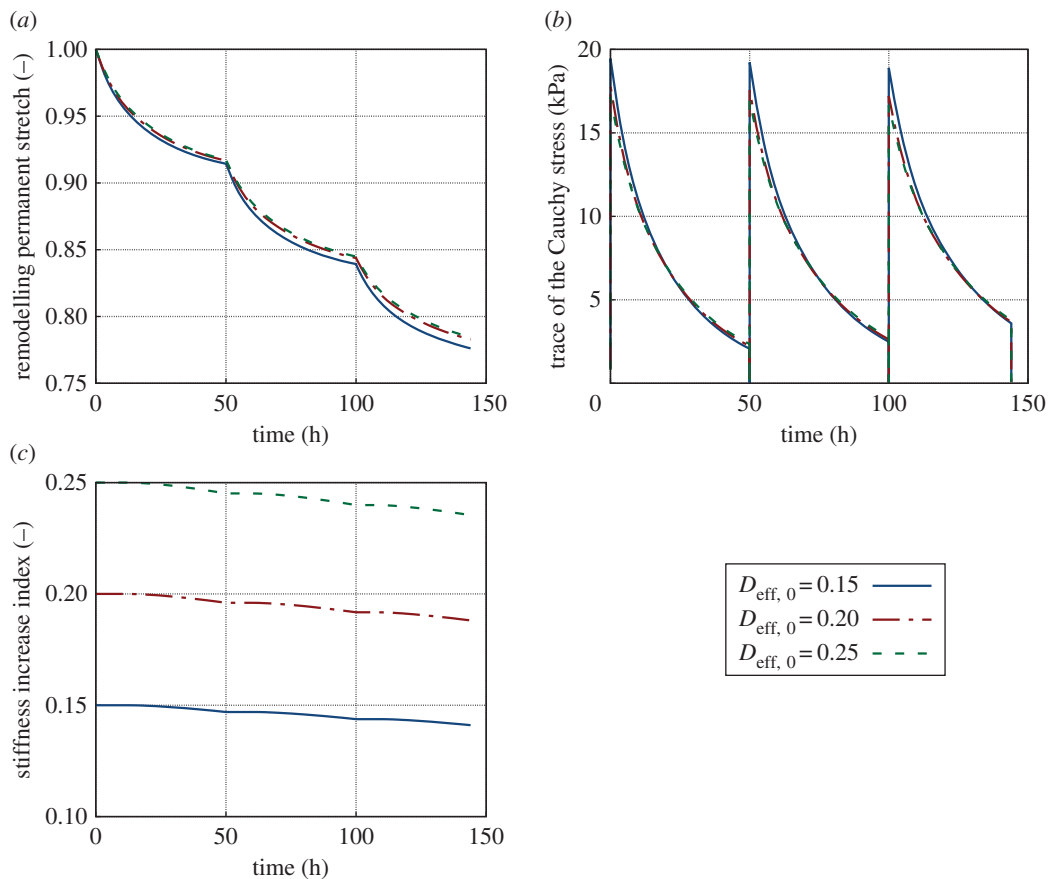 (a)
remodelling permanent stretch (–)
1.00
0.95
0.90
0.85
0.80
0.75
0
50
100
150
time (h)
(b)
trace of the Cauchy stress (kPa)
20
15
10
5
0
50
100
150
time (h)
(c)
stiffness increase index (–)
0.25
0.20
0.15
0.10
0
50
100
150
time (h)
D eff, 0 = 0.15
D eff, 0 = 0.20
D eff, 0 = 0.25